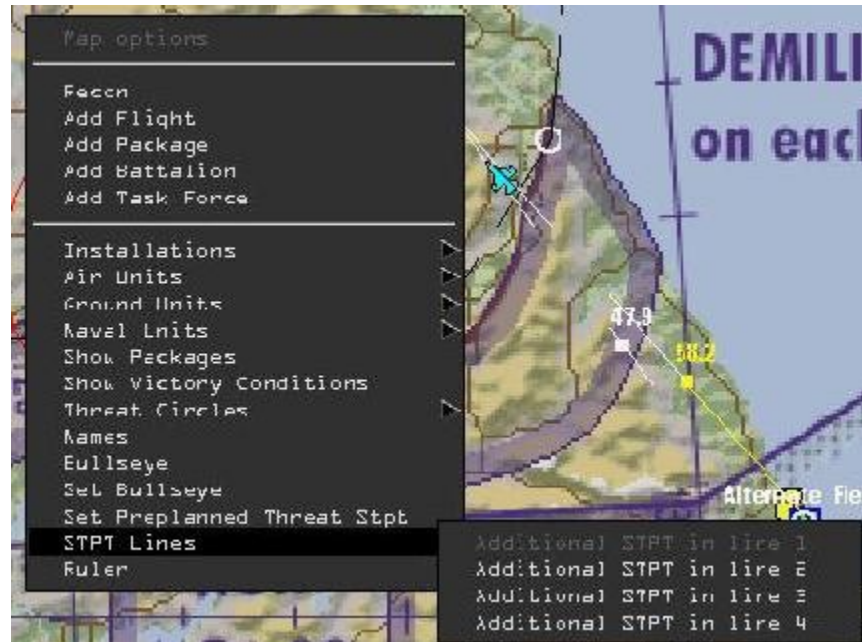 Map options
Recon
Add Flight
Add Package
Add Battalion
Add Task Force
Installations
Air Units
Ground Units
Naval Units
Show Packages
Show Victory Conditions
Threat Circles
Names
Bullseye
Set Bullseye
Set Preplanned Threat Stpt
STPT Lines
Ruler
Additional STPT in line 1
Additional STPT in line 2
Additional STPT in line 3
Additional STPT in line 4
DEMILI
on each
47,9
58.2
Alternate Fie